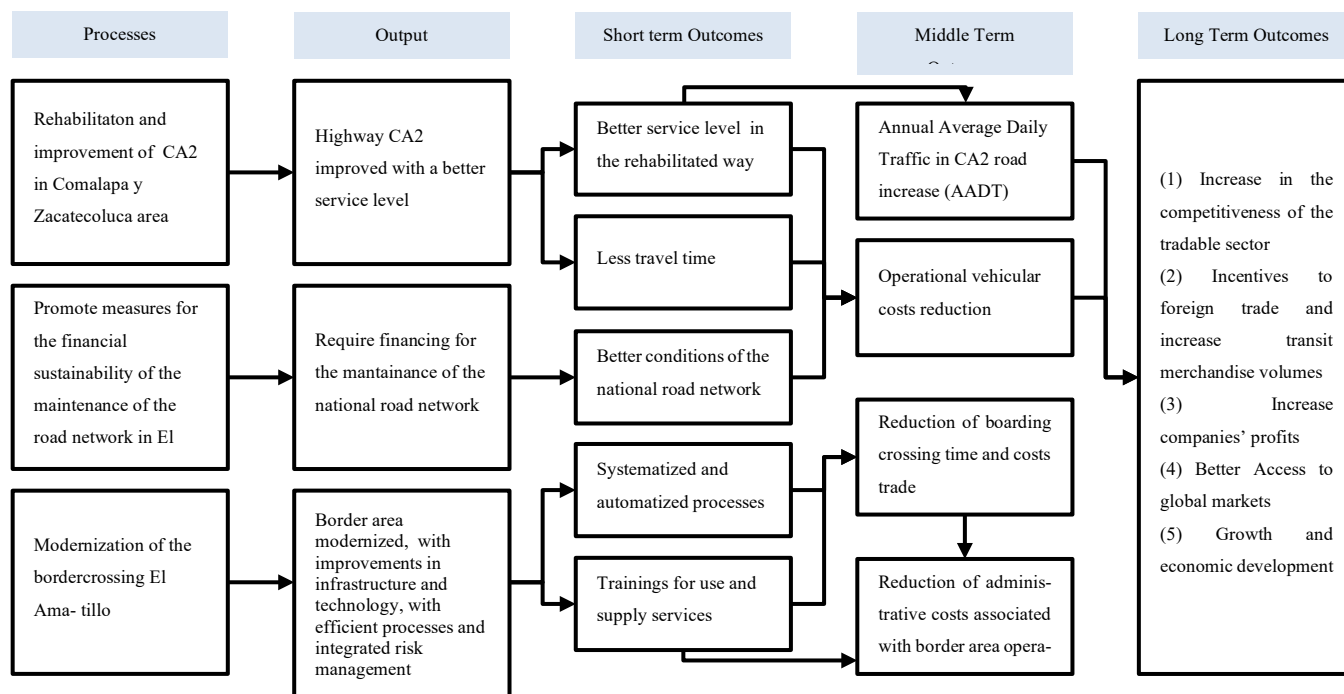 Processes
Output
Short term Outcomes
Middle Term
Long Term Outcomes
Rehabilitaton and
improvement of CA2
in Comalapa y
Zacatecoluca area
Highway CA2
improved with a better
service level
Better service level in
the rehabilitated way
Less travel time
Annual Average Daily
Traffic in CA2 road
increase (AADT)
Operational vehicular
costs reduction
Promote measures for
the financial
sustainability of the
maintenance of the
road network in El
Require financing for
the mantainance of the
national road network
Better conditions of the
national road network
Modernization of the
bordercrossing El
Ama- tillo
Border area
modernized, with
improvements in
infrastructure and
technology, with
efficient processes and
integrated risk
management
Systematized and
automatized processes
Trainings for use and
supply services
Reduction of boarding
crossing time and costs
trade
Reduction of adminis-
trative costs associated
with border area opera-
(1) Increase in the
competitiveness of the
tradable sector
(2) Incentives to
foreign trade and
increase transit
merchandise volumes
(3) Increase
companies’ profits
(4) Better Access to
global markets
(5) Growth and
economic development